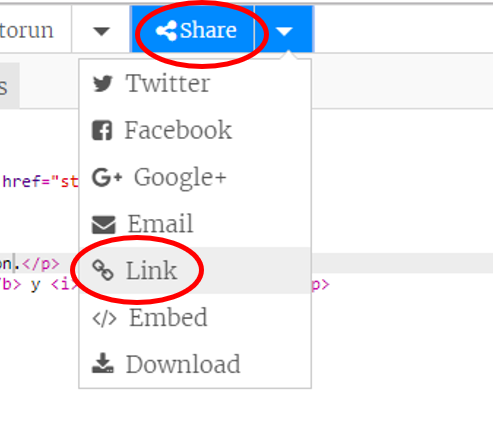 torun Share
s
Twitter
Facebook
G+ Google+
href="st
Email
on.</p>
Link
/b> y <i> p>
</> Embed
Download